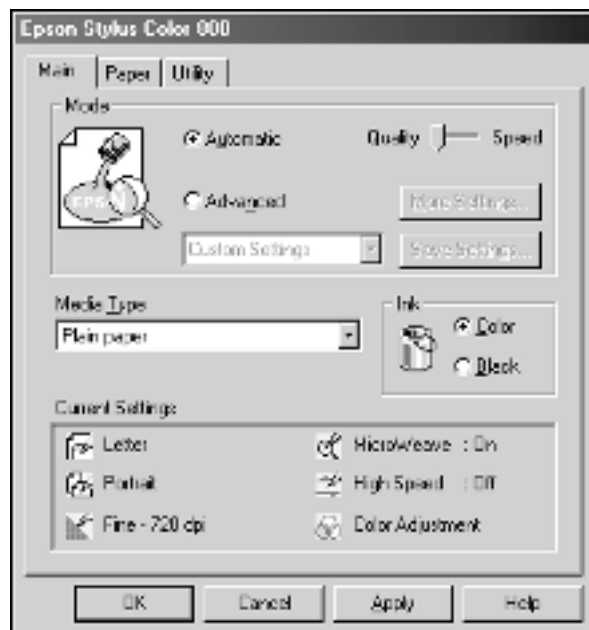 Epson Stylus Color 800
Main Paper Utility
Mode
Automatic Quality Speed
EPSON
Advanced More Settings...
Custom Settings Save Settings...
Media Type Ink
Plain paper Color
Black
Current Settings
Letter MicroWeave : On
Portrait High Speed : Off
Fine - 720 dpi Color Adjustment
OK Cancel Apply Help